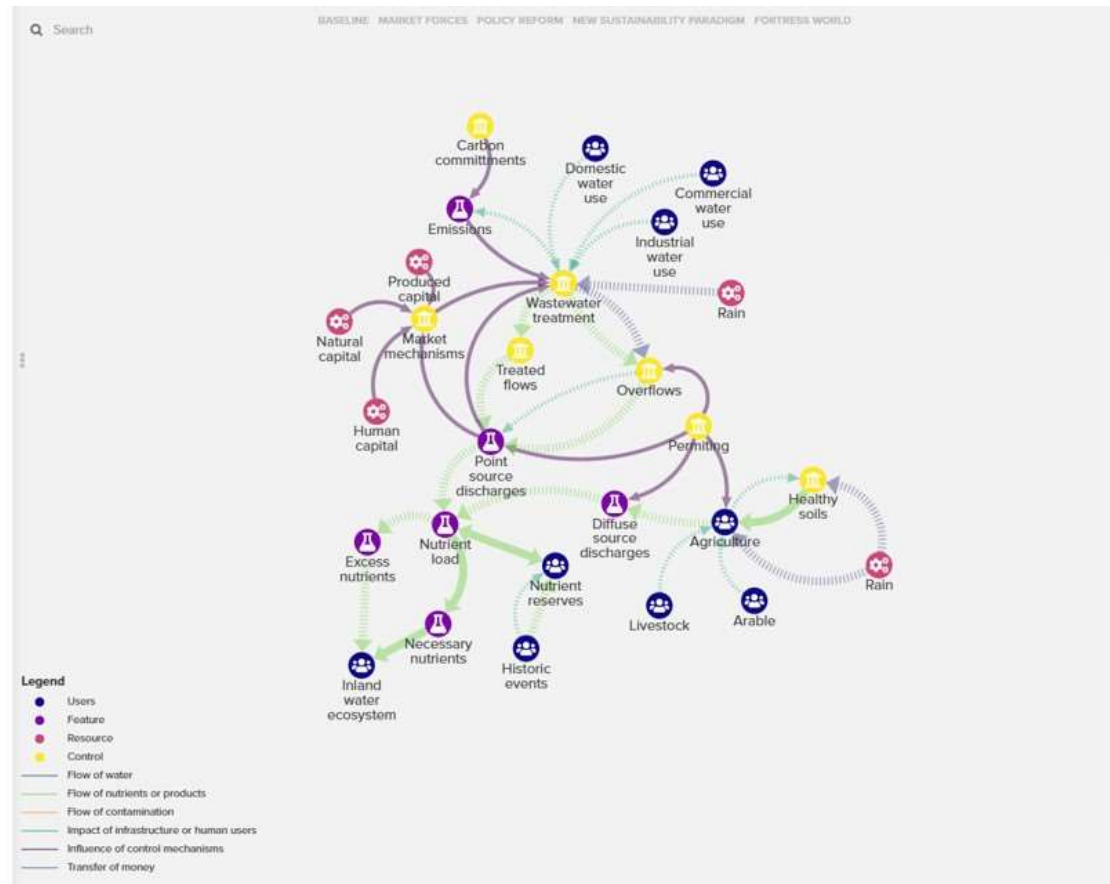 BASELINE MARKET FORCES POLICY REFORM NEW SUSTAINABILITY PARADIGM FORTRESS WORLD
Search
Carbon
committments
Domestic
water
use
Commercial
water
use
Emissions
Industrial
water
use
Produced
capital
Wastewater
treatment
Rain
Natural
capital
Market
mechanisms
Treated
flows
Overflows
Human
capital
Permiting
Point
source
discharges
Healthy
soils
Diffuse
source
discharges
Agriculture
Nutrient
load
Excess
nutrients
Nutrient
reserves
Rain
Livestock
Arable
Necessary
nutrients
Historic
events
Inland
water
ecosystem
Legend
Users
Feature
Resource
Control
Flow of water
Flow of nutrients or products
Flow of contamination
Impact of infrastructure or human users
Influence of control mechanisms
Transfer of money